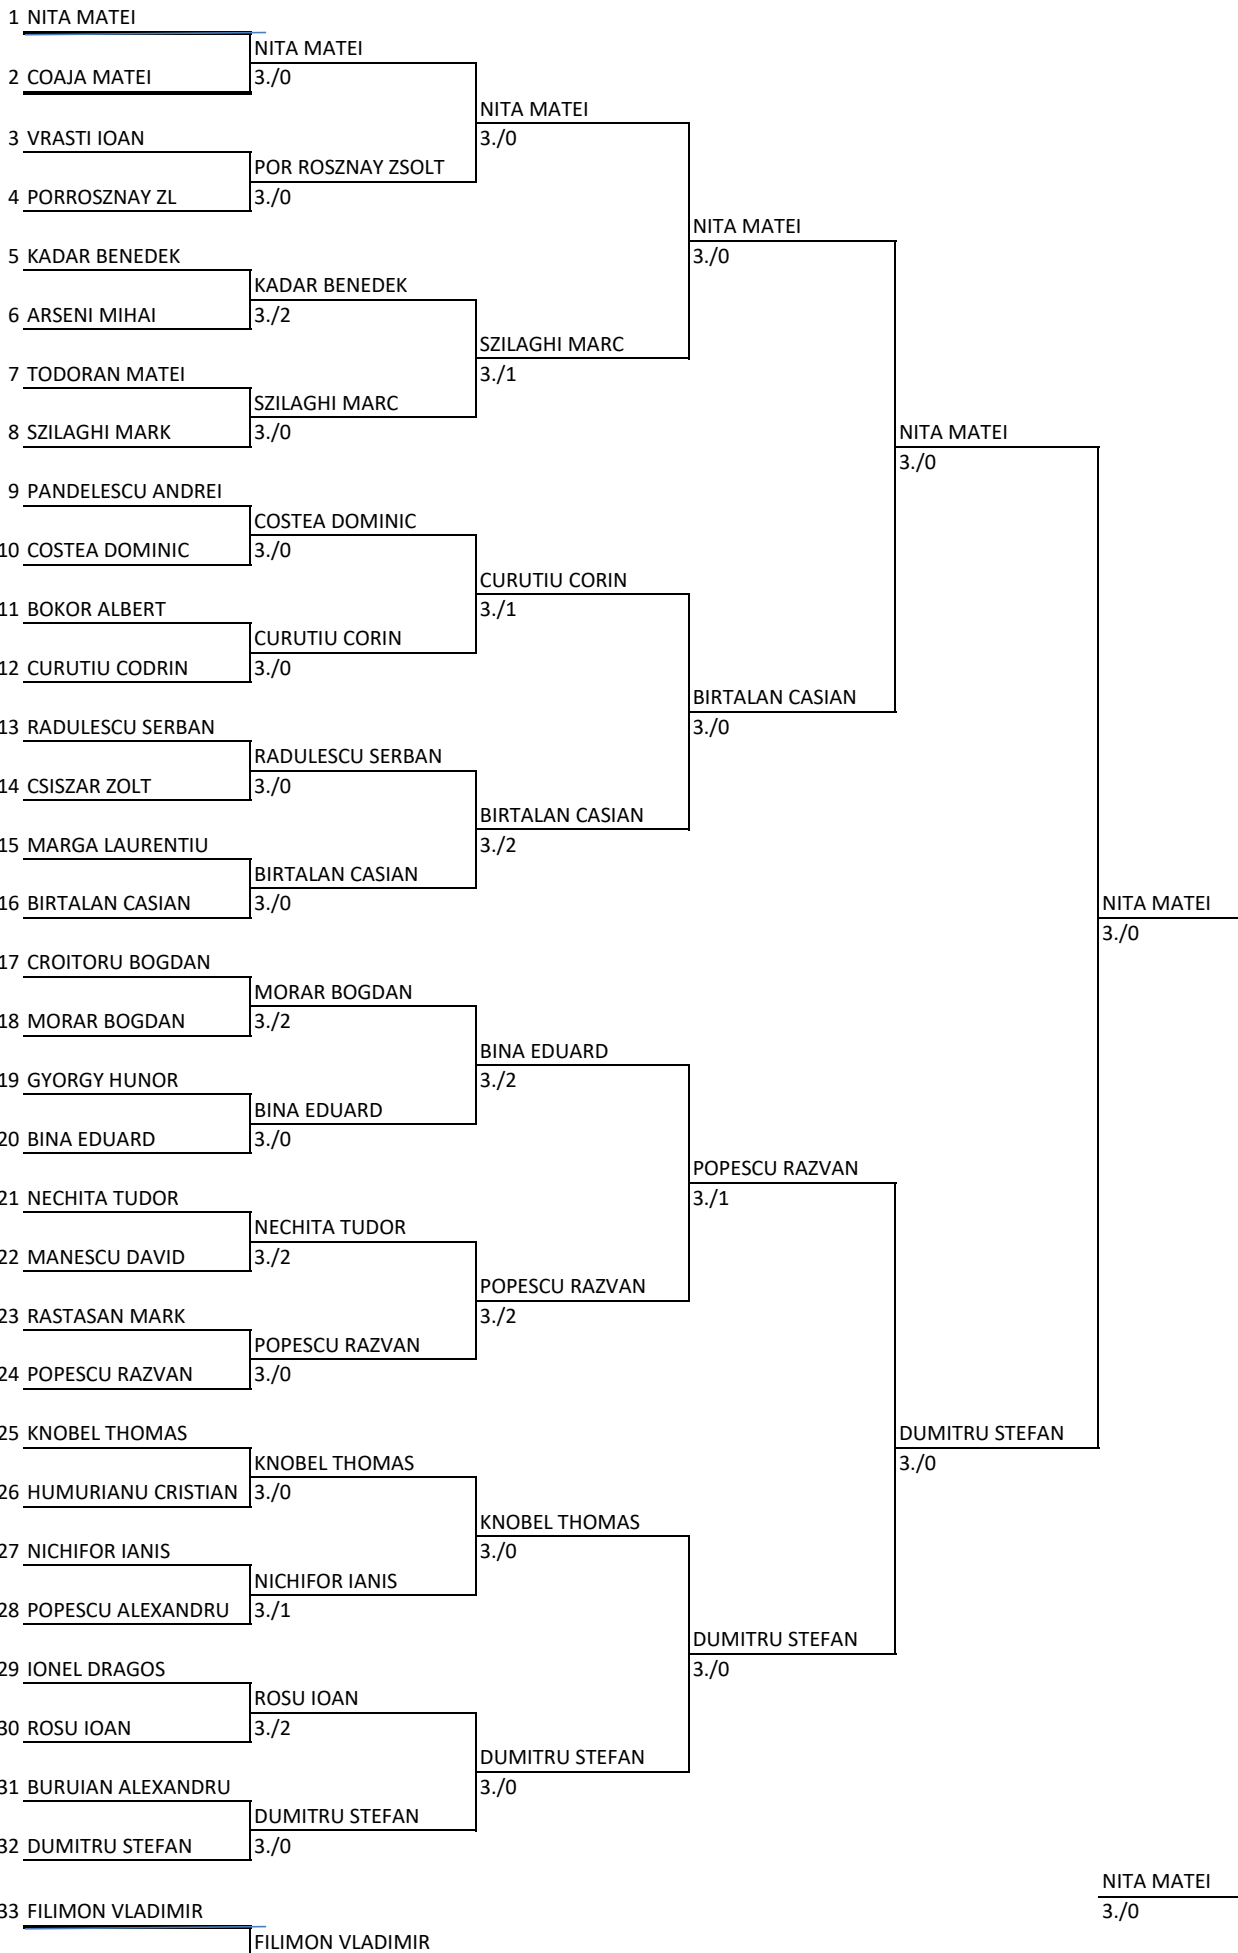 1 NITA MATEI
NITA MATEI
2 COAJA MATEI
3./0
NITA MATEI
3 VRASTI IOAN
3./0
POR ROSZNAY ZSOLT
4 PORROSZNAY ZL
3./0
NITA MATEI
5 KADAR BENEDEK
3./0
KADAR BENEDEK
6 ARSENI MIHAI
3./2
SZILAGHI MARC
7 TODORAN MATEI
3./1
SZILAGHI MARC
8 SZILAGHI MARK
3./0
NITA MATEI
3./0
9 PANDELESCU ANDREI
COSTEA DOMINIC
10 COSTEA DOMINIC
3./0
CURUTIU CORIN
11 BOKOR ALBERT
3./1
CURUTIU CORIN
12 CURUTIU CODRIN
3./0
BIRTALAN CASIAN
13 RADULESCU SERBAN
3./0
RADULESCU SERBAN
14 CSISZAR ZOLT
3./0
BIRTALAN CASIAN
15 MARGA LAURENTIU
3./2
BIRTALAN CASIAN
16 BIRTALAN CASIAN
3./0
NITA MATEI
3./0
17 CROITORU BOGDAN
MORAR BOGDAN
18 MORAR BOGDAN
3./2
BINA EDUARD
19 GYORGY HUNOR
3./2
BINA EDUARD
20 BINA EDUARD
3./0
POPESCU RAZVAN
21 NECHITA TUDOR
3./1
NECHITA TUDOR
22 MANESCU DAVID
3./2
POPESCU RAZVAN
23 RASTASAN MARK
3./2
POPESCU RAZVAN
24 POPESCU RAZVAN
3./0
25 KNOBEL THOMAS
DUMITRU STEFAN
3./0
KNOBEL THOMAS
26 HUMURIANU CRISTIAN
3./0
KNOBEL THOMAS
27 NICHIFOR IANIS
3./0
NICHIFOR IANIS
28 POPESCU ALEXANDRU
3./1
DUMITRU STEFAN
29 IONEL DRAGOS
3./0
ROSU IOAN
30 ROSU IOAN
3./2
DUMITRU STEFAN
31 BURUIAN ALEXANDRU
3./0
DUMITRU STEFAN
32 DUMITRU STEFAN
3./0
NITA MATEI
33 FILIMON VLADIMIR
3./0
FILIMON VLADIMIR